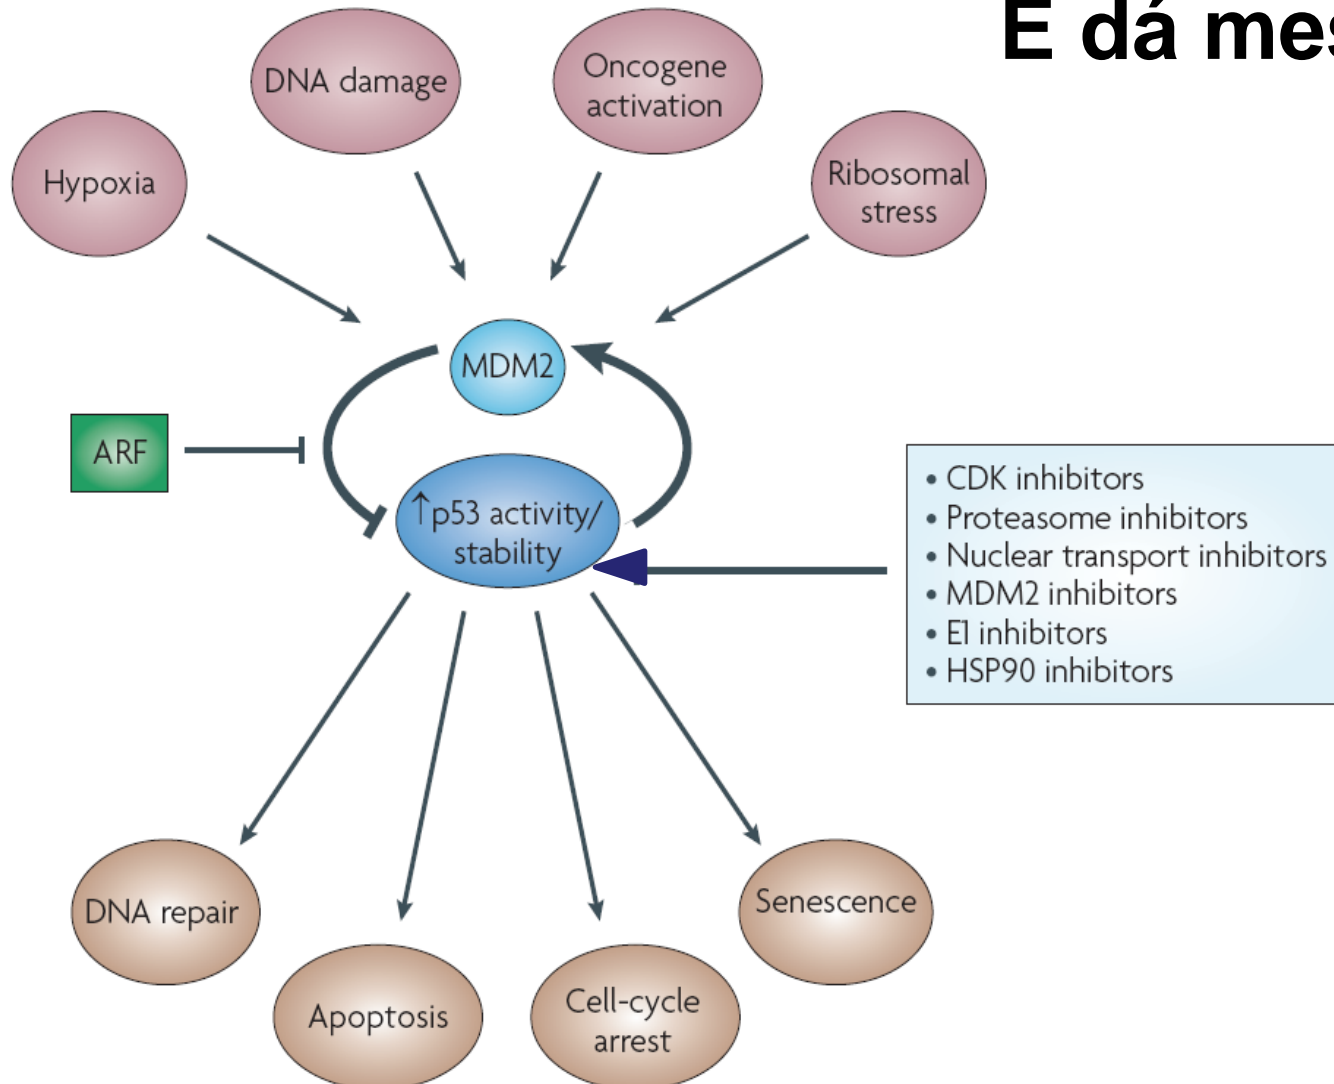 E dá mes
DNA damage
Oncogene
activation
Hypoxia
Ribosomal
stress
MDM2
ARF
↑p53 activity/
stability
• CDK inhibitors
• Proteasome inhibitors
• Nuclear transport inhibitors
• MDM2 inhibitors
• E1 inhibitors
• HSP90 inhibitors
DNA repair
Senescence
Apoptosis
Cell-cycle
arrest